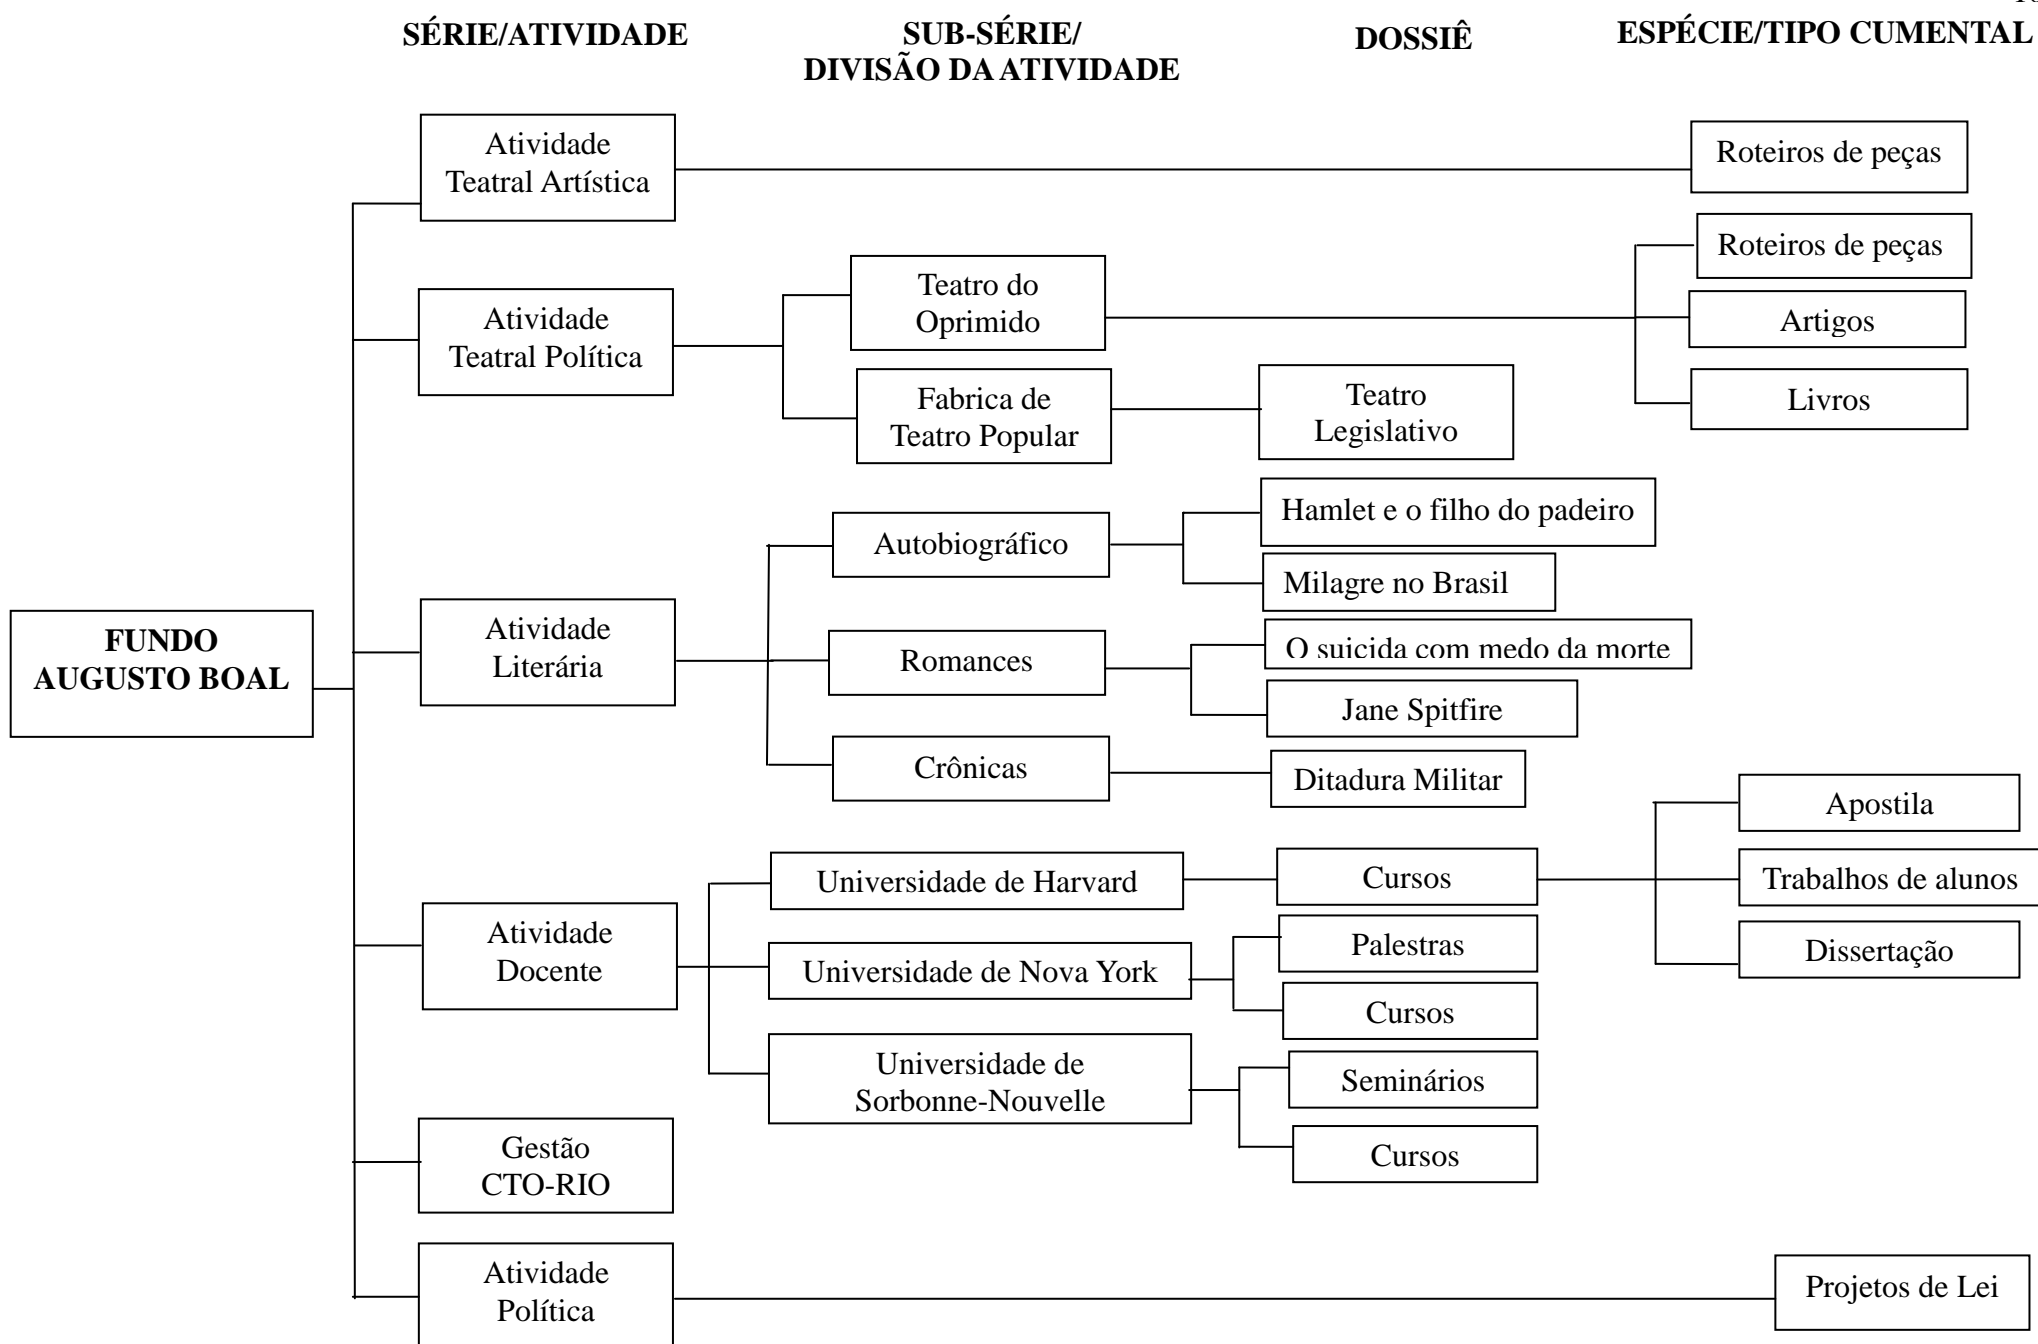 SÉRIE/ATIVIDADE
SUB-SÉRIE/
DIVISÃO DA ATIVIDADE
DOSSIÊ
ESPÉCIE/TIPO CUMENTAL
Atividade
Teatral Artística
Roteiros de peças
Atividade
Teatral Política
Teatro do
Oprimido
Roteiros de peças
Artigos
Livros
Fabrica de
Teatro Popular
Teatro
Legislativo
FUNDO
AUGUSTO BOAL
Atividade
Literária
Autobiográfico
Hamlet e o filho do padeiro
Milagre no Brasil
Romances
O suicida com medo da morte
Jane Spitfire
Crônicas
Ditadura Militar
Atividade
Docente
Universidade de Harvard
Cursos
Apostila
Trabalhos de alunos
Dissertação
Universidade de Nova York
Palestras
Cursos
Universidade de
Sorbonne-Nouvelle
Seminários
Cursos
Gestão
CTO-RIO
Atividade
Política
Projetos de Lei